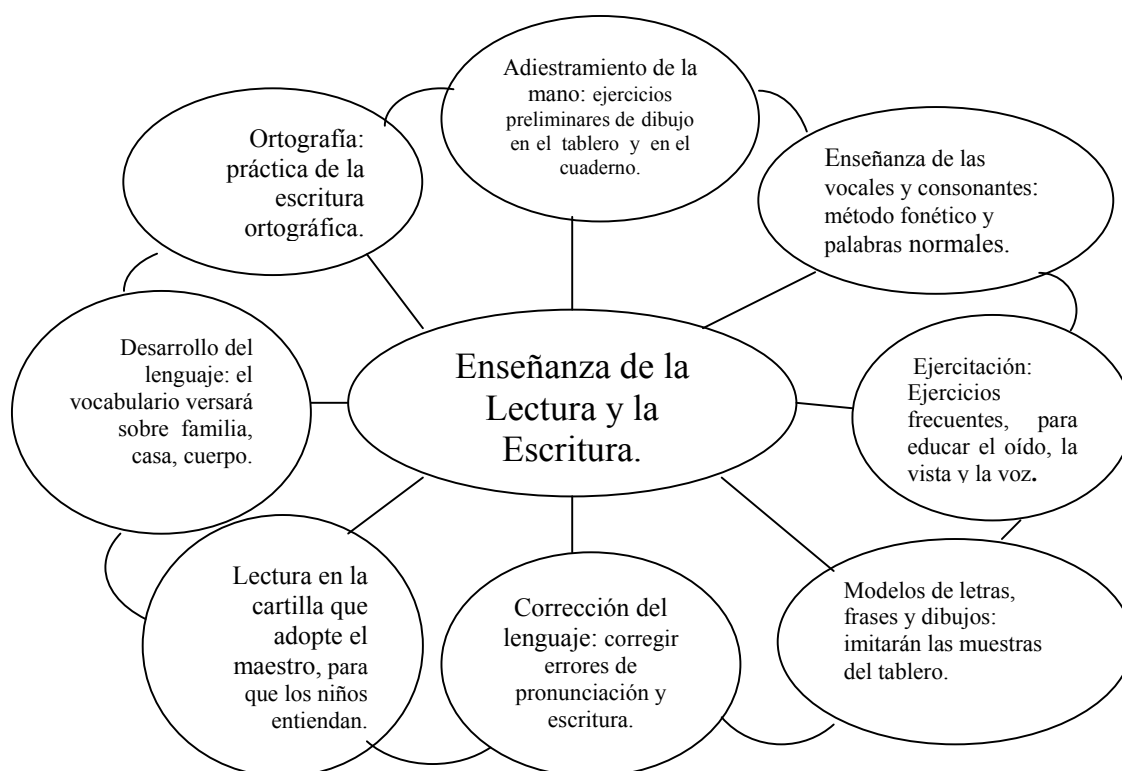 Adiestramiento de la
mano: ejercicios
preliminares de dibujo
en el tablero y en el
cuaderno.
Enseñanza de las
vocales y consonantes:
método fonético y
palabras normales.
Ejercitación:
Ejercicios
frecuentes, para
educar el oído, la
vista y la voz.
Modelos de letras,
frases y dibujos:
imitarán las muestras
del tablero.
Corrección del
lenguaje: corregir
errores de
pronunciación y
escritura.
Lectura en la
cartilla que
adopte el
maestro, para
que los niños
entiendan.
Desarrollo del
lenguaje: el
vocabulario versará
sobre familia,
casa, cuerpo.
Ortografía:
práctica de la
escritura
ortográfica.
Enseñanza de la
Lectura y la
Escritura.